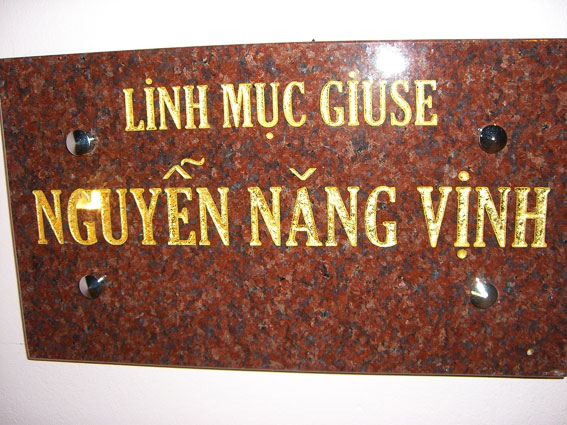 LINH MỤC GIUSE
NGUYỄN NĂNG VỊNH